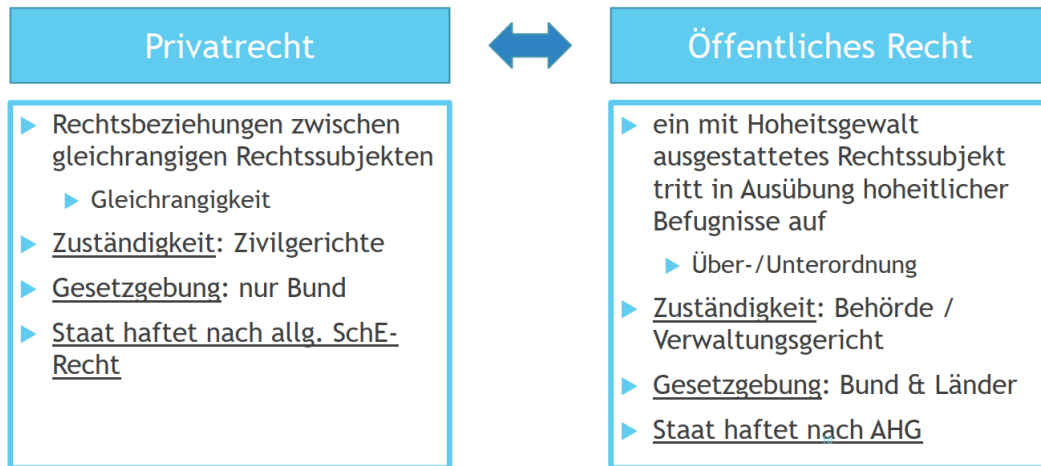 Privatrecht
Öffentliches Recht
Rechtsbeziehungen zwischen
gleichrangigen Rechtssubjekten
Gleichrangigkeit
Zuständigkeit: Zivilgerichte
Gesetzgebung: nur Bund
Staat haftet nach allg. SchE-
Recht
ein mit Hoheitsgewalt
ausgestattetes Rechtssubjekt
tritt in Ausübung hoheitlicher
Befugnisse auf
Über-/Unterordnung
Zuständigkeit: Behörde /
Verwaltungsgericht
Gesetzgebung: Bund & Länder
Staat haftet nach AHG